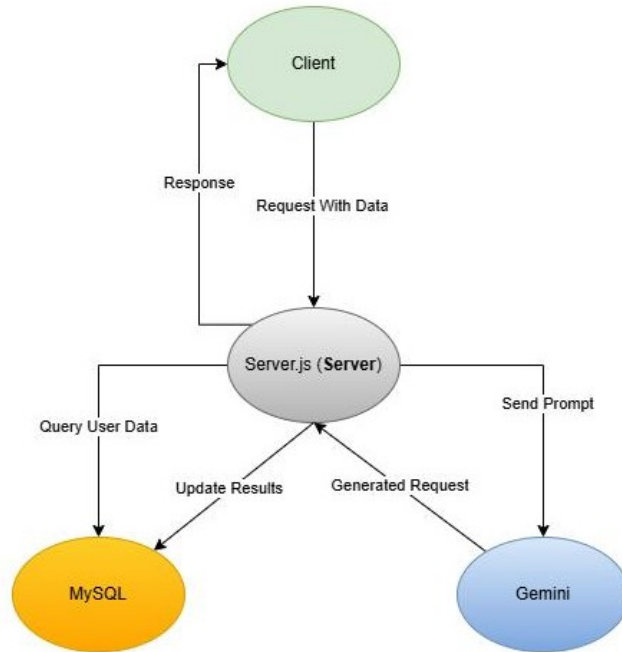 Client
Response
Request With Data
Server.js (Server)
Send Prompt
Query User Data
Update Results
Generated Request
MySQL
Gemini